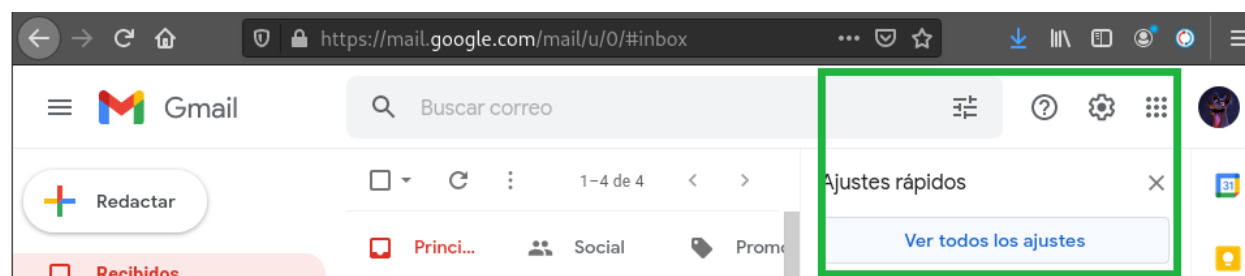 https://mail.google.com/mail/u/0/#inbox
Gmail
Buscar correo
Redactar
1–4 de 4
Ajustes rápidos
31
Princi...
Social
Promo
Ver todos los ajustes
Recibidos